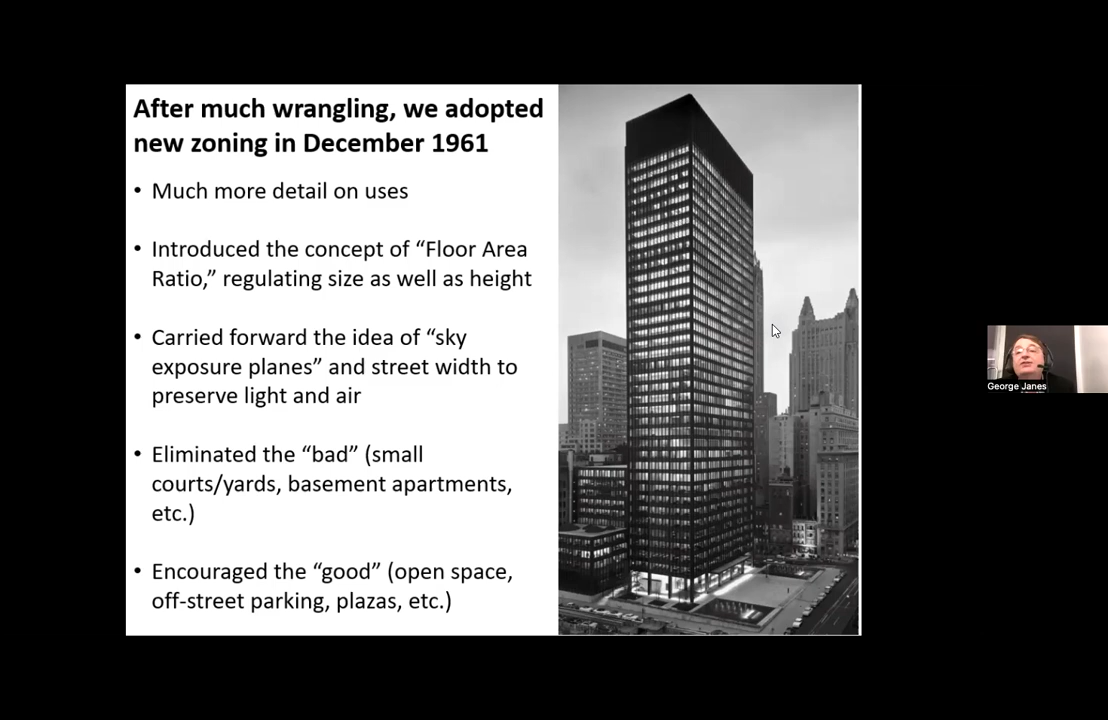 After much wrangling, we adopted
new zoning in December 1961
• Much more detail on uses
• Introduced the concept of “Floor Area
Ratio,” regulating size as well as height
• Carried forward the idea of “sky
exposure planes” and street width to
preserve light and air
• Eliminated the “bad” (small
courts/yards, basement apartments,
etc.)
• Encouraged the “good” (open space,
off-street parking, plazas, etc.)
George Janes